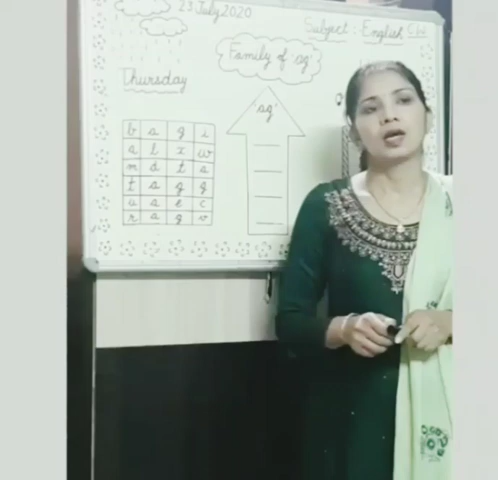 23 July 2020
Subject : English C.W
Family of 'ag'
Thursday
'ag'
b a g i
a l x w
m d t s
t a g g
u s e c
r a g v